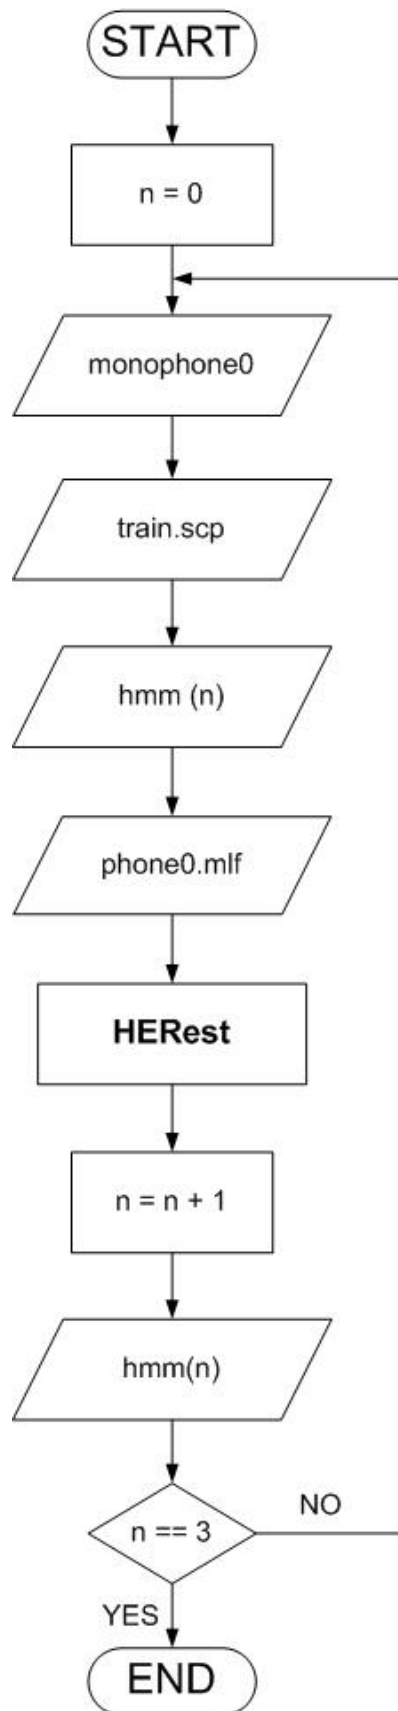 START
n = 0
monophone0
train.scp
hmm (n)
phone0.mlf
HERest
n = n + 1
hmm(n)
n == 3
NO
YES
END